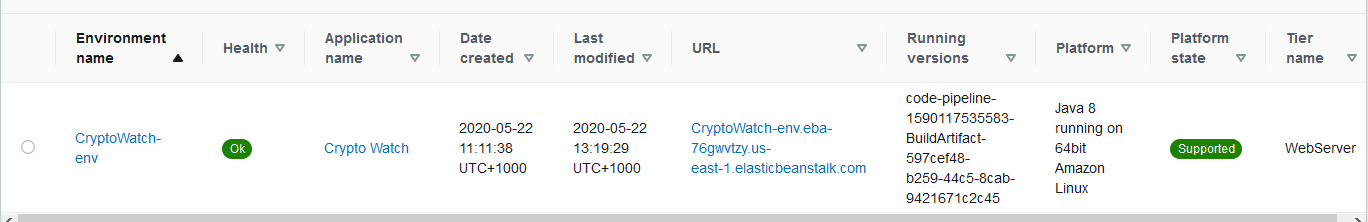 Environment name
Health
Application name
Date created
Last modified
URL
Running versions
Platform
Platform state
Tier name
CryptoWatch-
env
Ok
Crypto Watch
2020-05-22
11:11:38
UTC+1000
2020-05-22
13:19:29
UTC+1000
CryptoWatch-env.eba-
76gwvtzy.us-
east-1.elasticbeanstalk.com
code-pipeline-
1590117535583-
BuildArtifact-
597cef48-
b259-44c5-8cab-
9421671c2c45
Java 8
running on
64bit
Amazon
Linux
Supported
WebServer